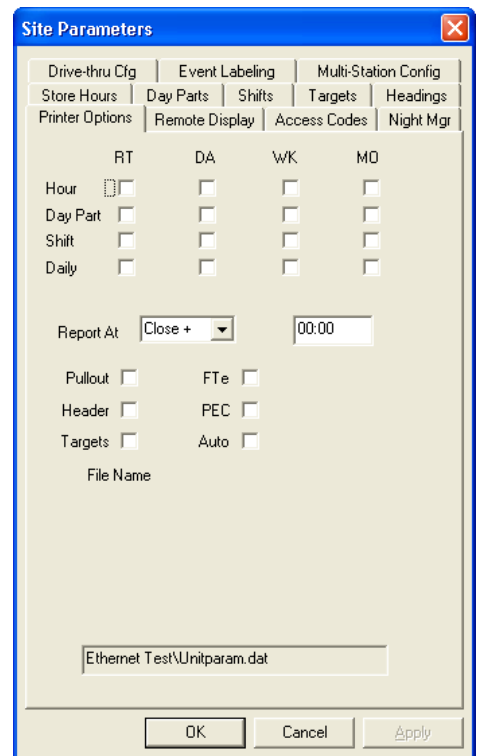 Site Parameters
Drive-thru Cfg Event Labeling Multi-Station Config
Store Hours Day Parts Shifts Targets Headings
Printer Options Remote Display Access Codes Night Mgr
RT DA WK MO
Hour
Day Part
Shift
Daily
Report At Close + 00:00
Pullout FTe
Header PEC
Targets Auto
File Name
Ethernet Test\Unitparam.dat
OK Cancel Apply